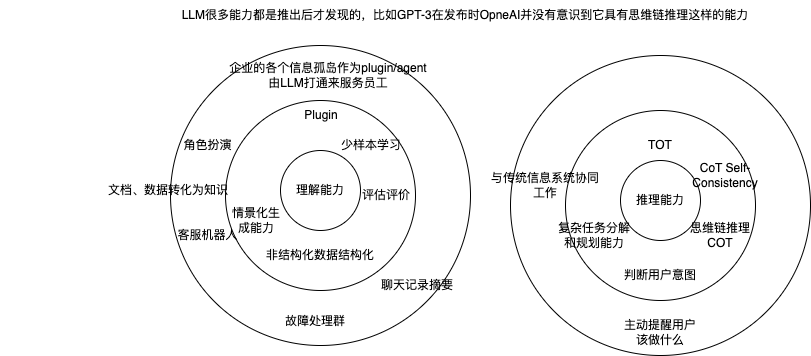 LLM很多能力都是推出后才发现的，比如GPT-3在发布时OpneAI并没有意识到它具有思维链推理这样的能力
企业的各个信息孤岛作为plugin/agent
由LLM打通来服务员工
Plugin
角色扮演
少样本学习
文档、数据转化为知识
理解能力
评估评价
情景化生
成能力
客服机器人
非结构化数据结构化
聊天记录摘要
故障处理群
TOT
CoT Self-
Consistency
与传统信息系统协同
工作
推理能力
复杂任务分解
和规划能力
思维链推理
COT
判断用户意图
主动提醒用户
该做什么